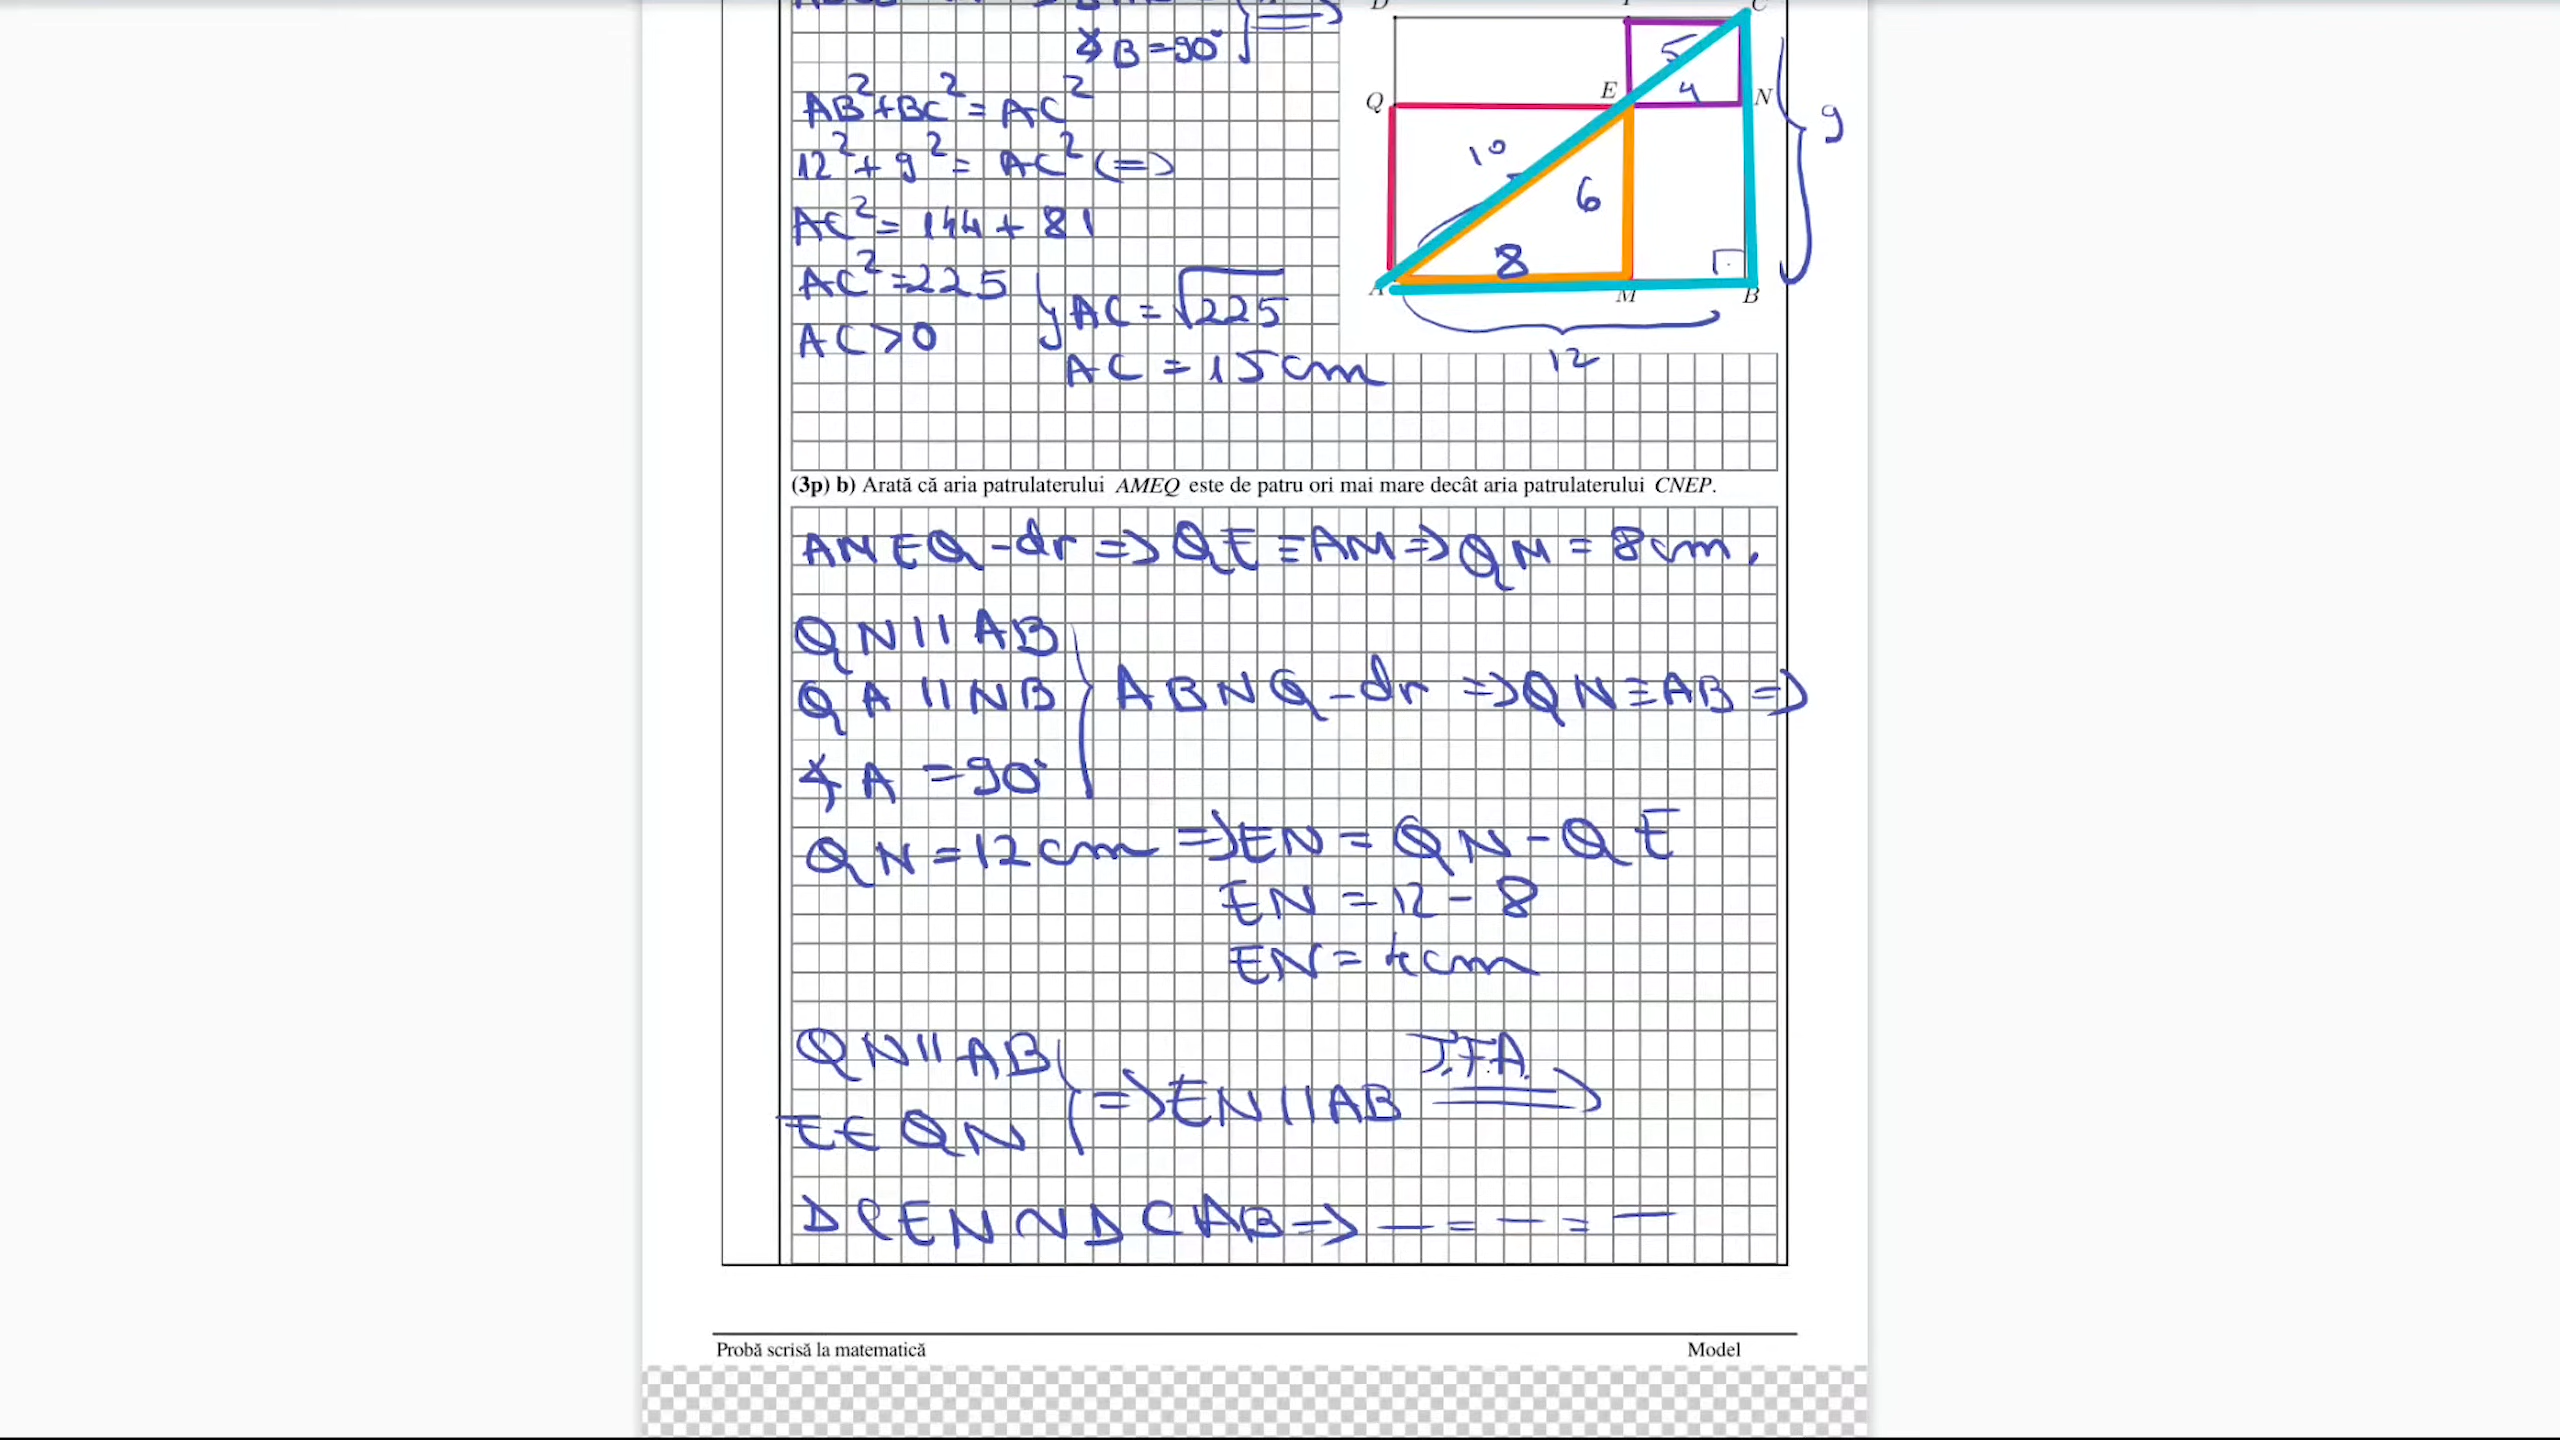 ∢B=90°
AB²+BC²=AC²
12²+9²=AC² (=)
AC²=144+81
AC²=225
AC>0
AC=√225
AC=15cm
D
C
5
4
Q
E
N
9
10
6
8
A
M
B
12
(3p) b) Arată că aria patrulaterului AMEQ este de patru ori mai mare decât aria patrulaterului CNEP.
AMEQ-dr => QE≡AM => QM=8cm.
QN||AB
QA||NB
ABNQ-dr => QN≡AB =>
∢A=90°
QN=12cm => EN=QN-QE
EN=12-8
EN=4cm
QN||AB
E∈QN
=> EN||AB T.F.A. =>
ΔCEN~ΔCAB => — = — = —
Probă scrisă la matematică
Model